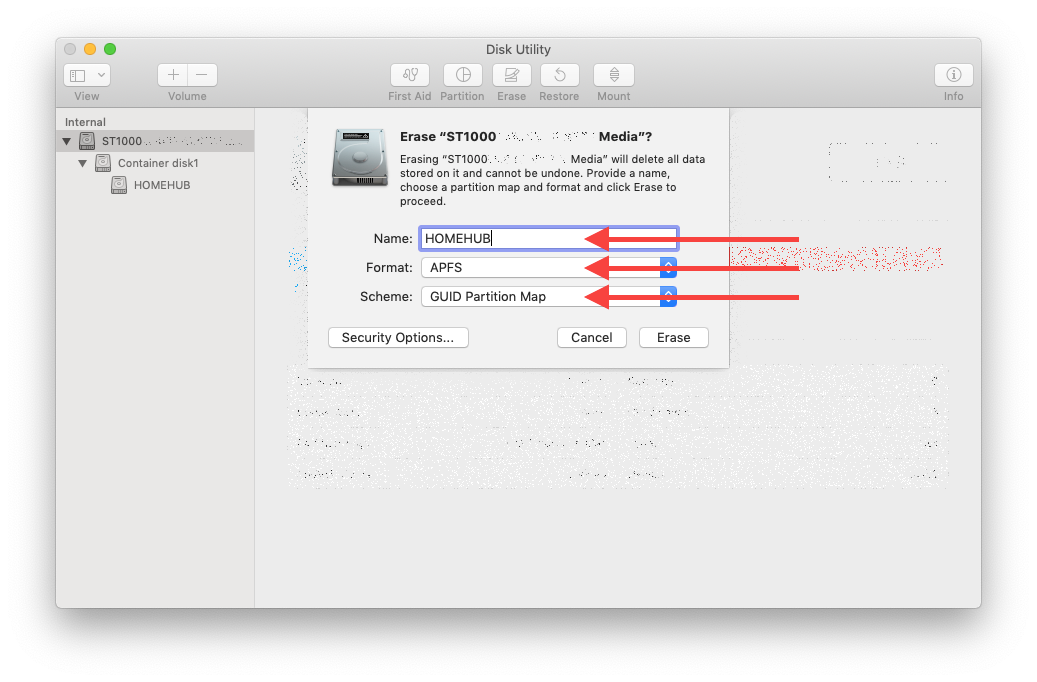 Disk Utility
View
Volume
First Aid
Partition
Erase
Restore
Mount
Info
Internal
ST1000
Container disk1
HOMEHUB
Erase “ST1000 Media”?
Erasing “ST1000 Media” will delete all data
stored on it and cannot be undone. Provide a name,
choose a partition map and format and click Erase to
proceed.
Name: HOMEHUB
Format: APFS
Scheme: GUID Partition Map
Security Options...
Cancel
Erase